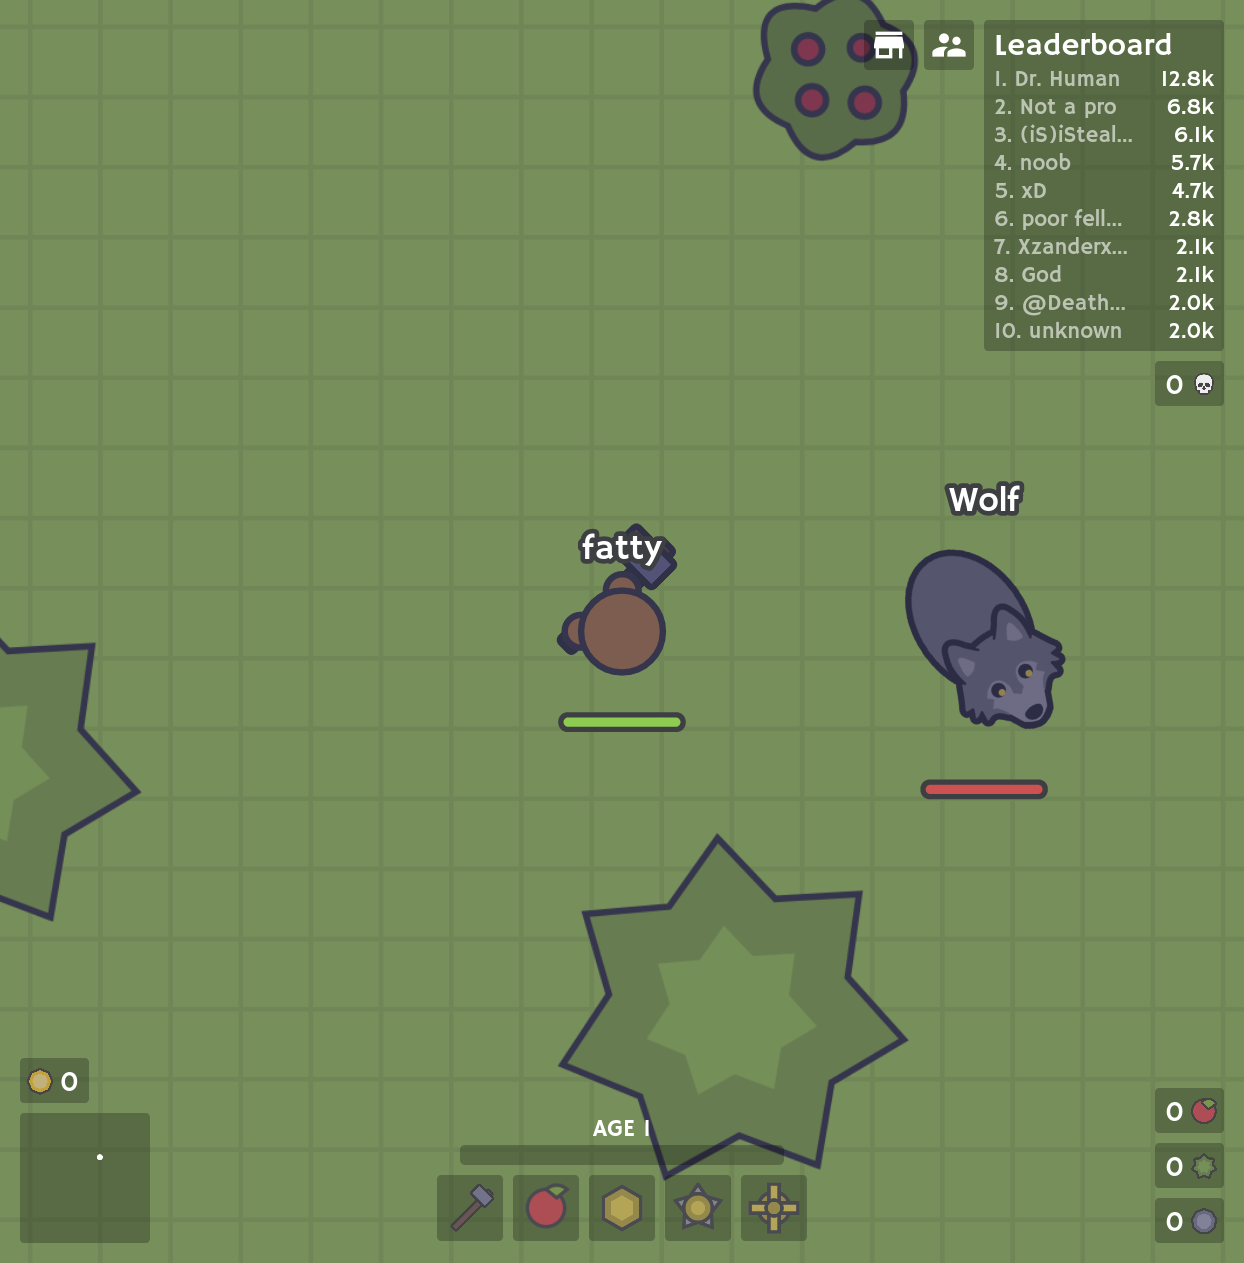 Leaderboard
1. Dr. Human 12.8k
2. Not a pro 6.8k
3. (iS)iSteal... 6.1k
4. noob 5.7k
5. xD 4.7k
6. poor fell... 2.8k
7. Xzanderx... 2.1k
8. God 2.1k
9. @Death... 2.0k
10. unknown 2.0k
0
Wolf
fatty
0
AGE 1
0
0
0